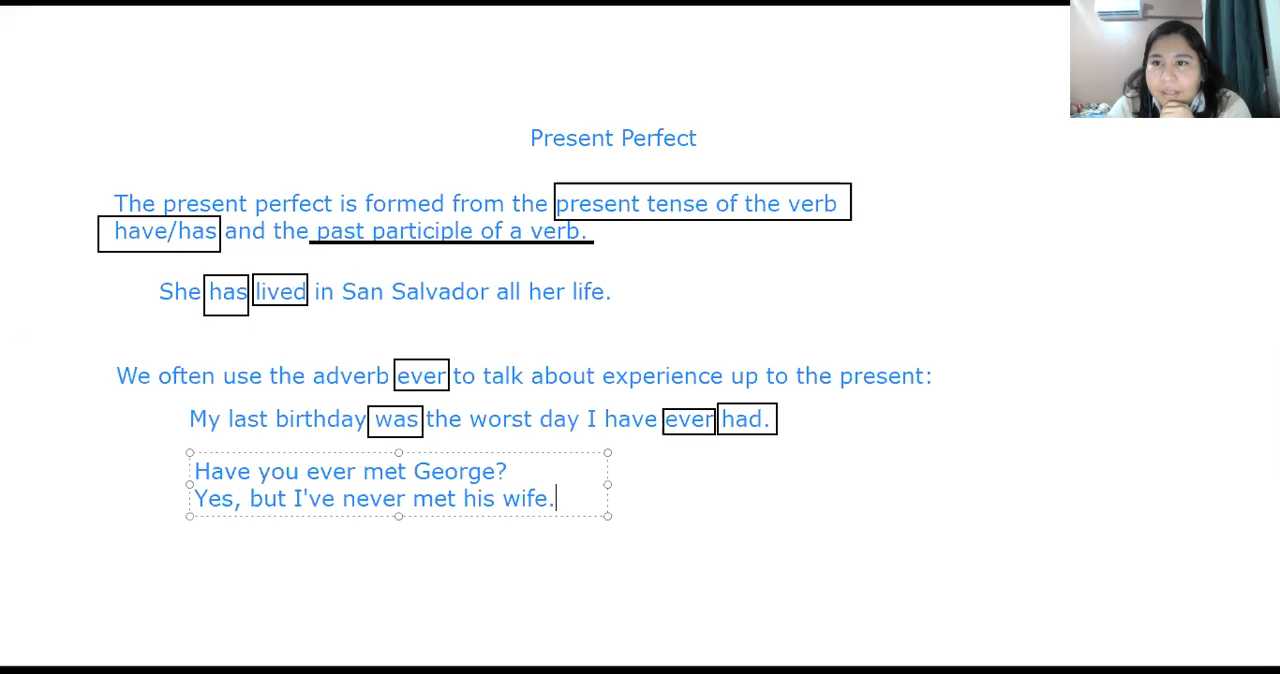 Present Perfect
The present perfect is formed from the present tense of the verb
have/has and the past participle of a verb.
She has lived in San Salvador all her life.
We often use the adverb ever to talk about experience up to the present:
My last birthday was the worst day I have ever had.
Have you ever met George?
Yes, but I've never met his wife.